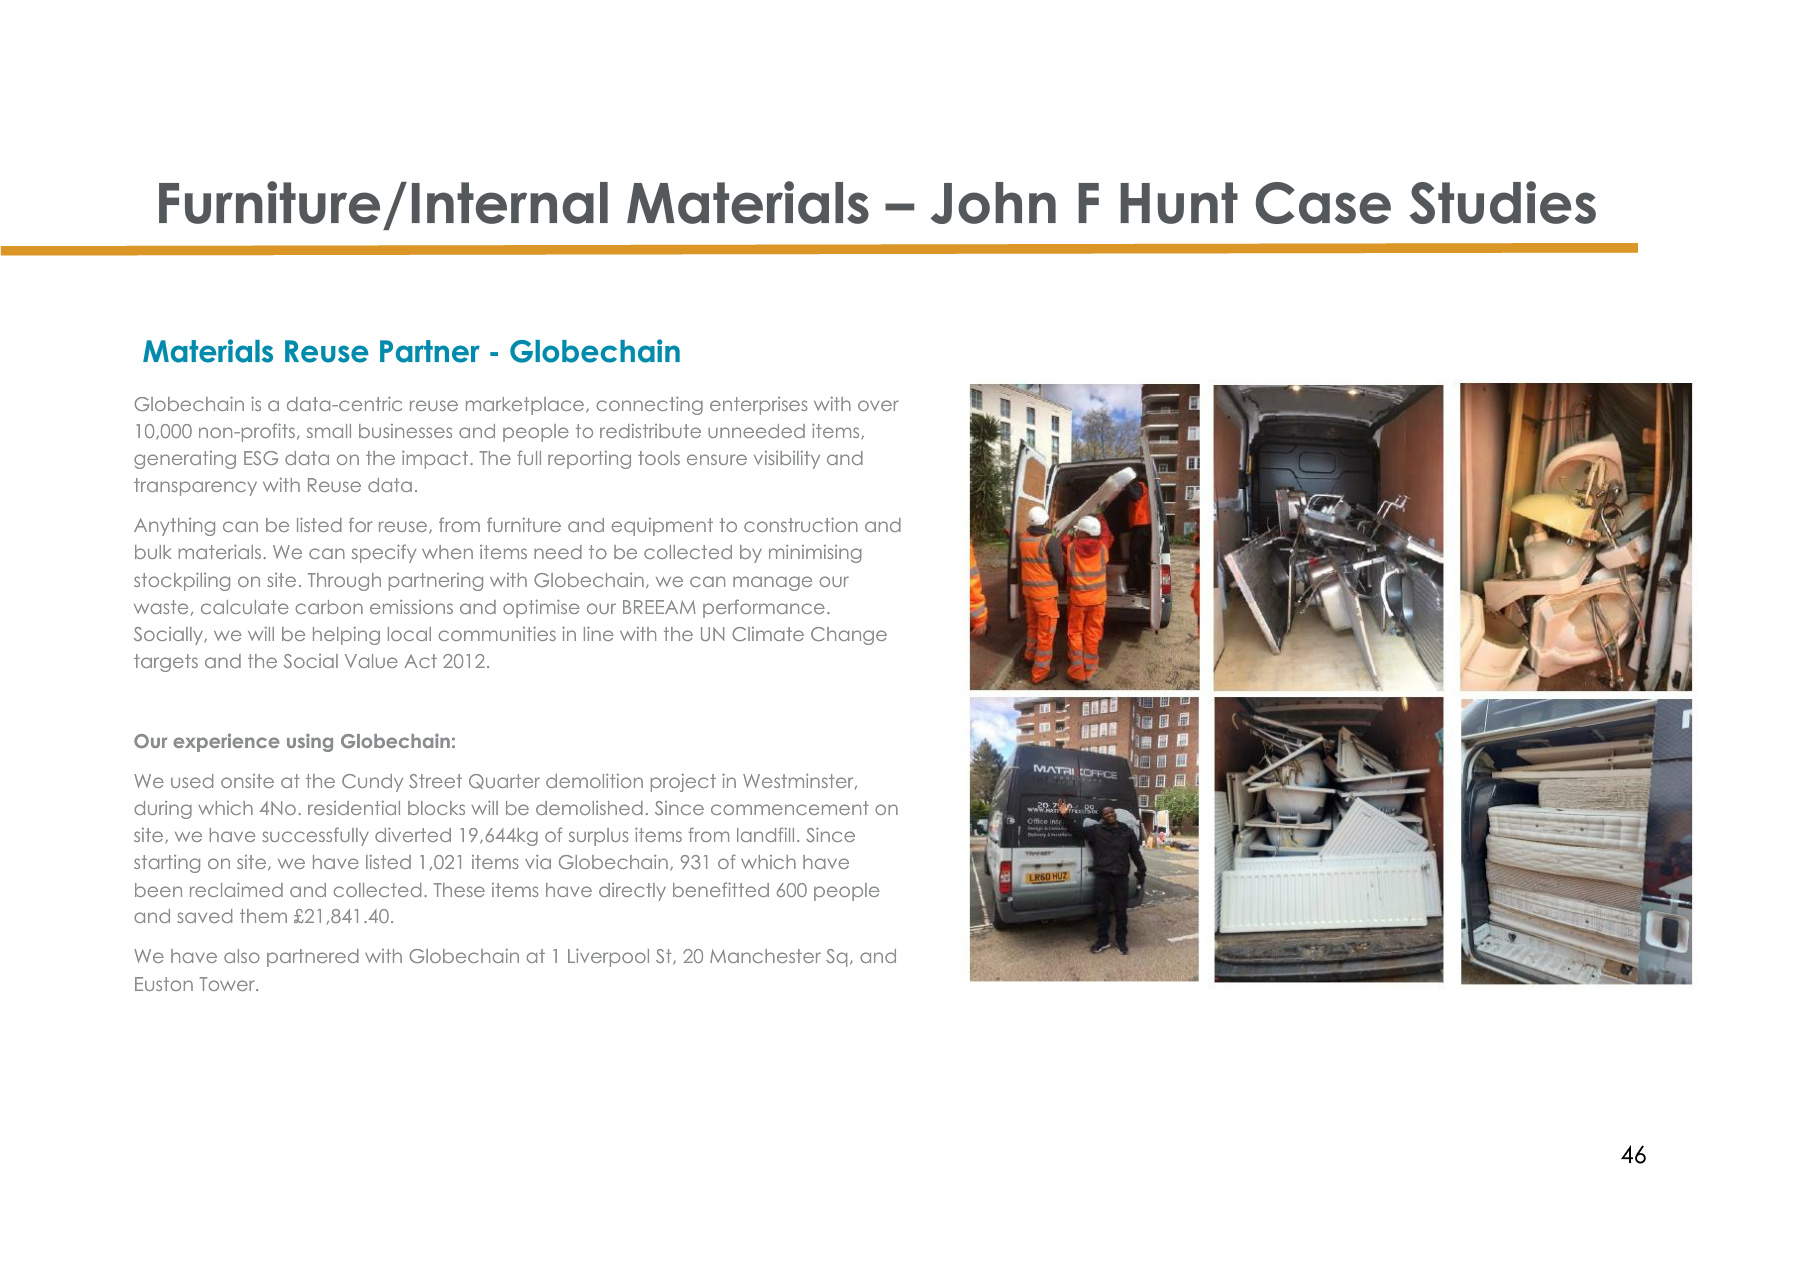 Furniture/Internal Materials – John F Hunt Case Studies
Materials Reuse Partner - Globechain
Globechain is a data-centric reuse marketplace, connecting enterprises with over
10,000 non-profits, small businesses and people to redistribute unneeded items,
generating ESG data on the impact. The full reporting tools ensure visibility and
transparency with Reuse data.
Anything can be listed for reuse, from furniture and equipment to construction and
bulk materials. We can specify when items need to be collected by minimising
stockpiling on site. Through partnering with Globechain, we can manage our
waste, calculate carbon emissions and optimise our BREEAM performance.
Socially, we will be helping local communities in line with the UN Climate Change
targets and the Social Value Act 2012.
Our experience using Globechain:
We used onsite at the Cundy Street Quarter demolition project in Westminster,
during which 4No. residential blocks will be demolished. Since commencement on
site, we have successfully diverted 19,644kg of surplus items from landfill. Since
starting on site, we have listed 1,021 items via Globechain, 931 of which have
been reclaimed and collected. These items have directly benefitted 600 people
and saved them £21,841.40.
We have also partnered with Globechain at 1 Liverpool St, 20 Manchester Sq, and
Euston Tower.
MATRIXOFFICE
TRANSIT
LR60 HUZ
46